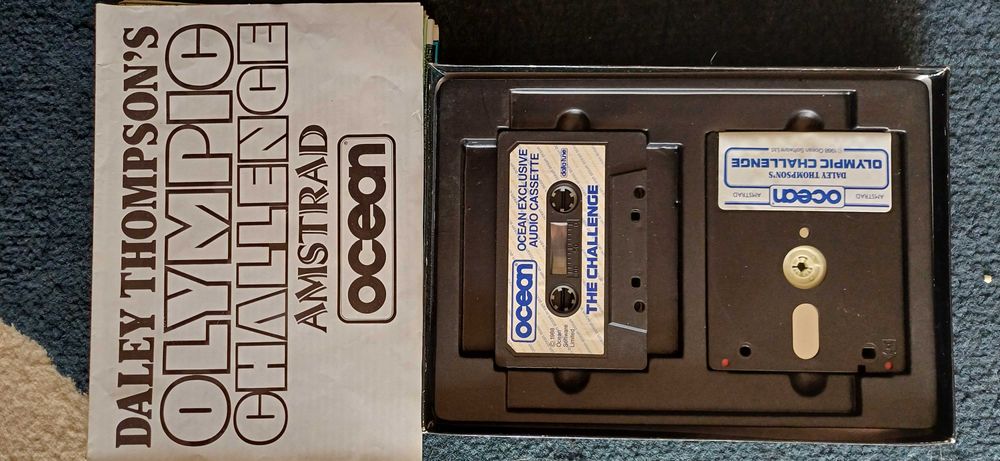 DALEY THOMPSON'S
OLYMPIC
CHALLENGE
AMSTRAD
ocean
ocean
OCEAN EXCLUSIVE
AUDIO CASSETTE
THE CHALLENGE
© 1988
Ocean
Software
Limited
AMSTRAD
ocean
AMSTRAD
DALEY THOMPSON'S
OLYMPIC CHALLENGE
© 1988 Ocean Software Ltd